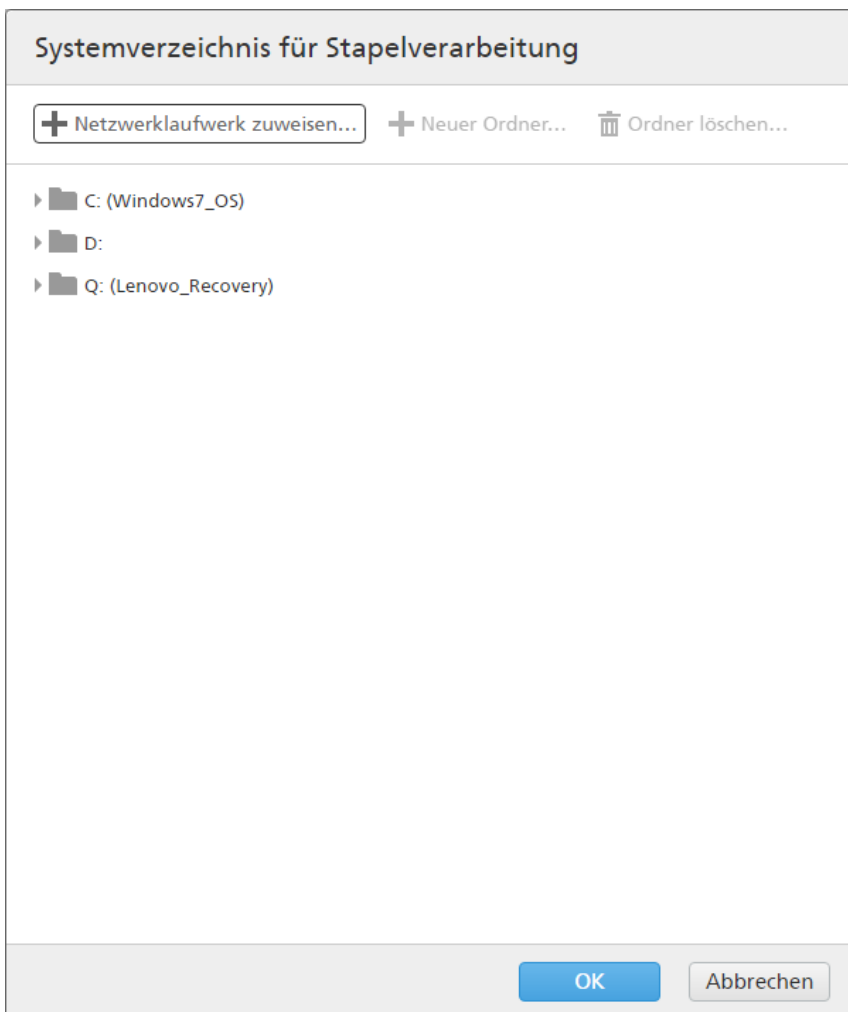 Systemverzeichnis für Stapelverarbeitung
Netzwerklaufwerk zuweisen... Neuer Ordner... Ordner löschen...
C: (Windows7_OS)
D:
Q: (Lenovo_Recovery)
OK Abbrechen